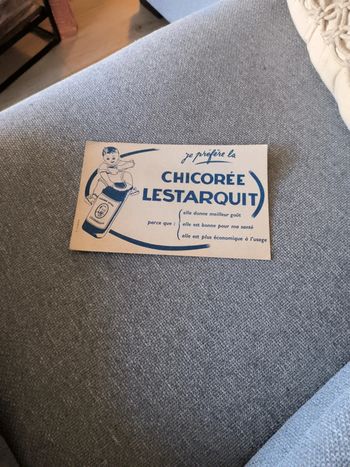 je préfère la
CHICORÉE
LESTARQUIT
parce que :
elle donne meilleur goût
elle est bonne pour ma santé
elle est plus économique à l'usage